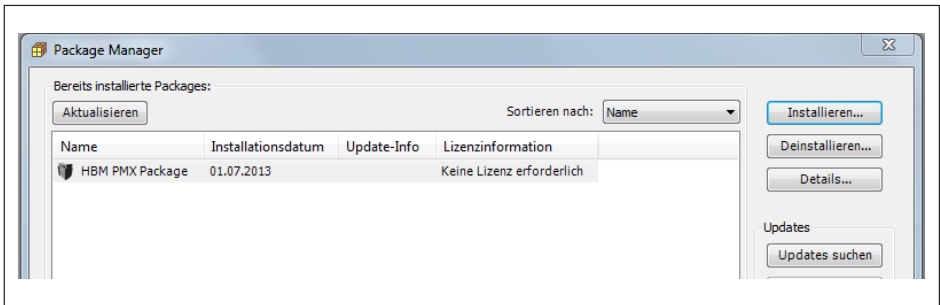 Package Manager
Bereits installierte Packages:
Aktualisieren
Sortieren nach: Name
Installieren...
Name Installationsdatum Update-Info Lizenzinformation
Deinstallieren...
HBM PMX Package 01.07.2013 Keine Lizenz erforderlich
Details...
Updates
Updates suchen